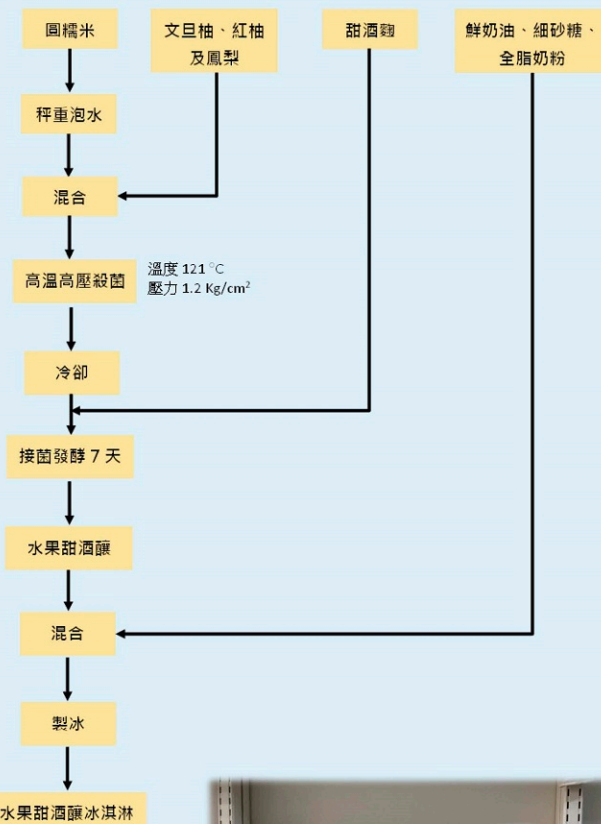 圓糯米
文旦柚、紅柚
及鳳梨
甜酒麴
鮮奶油、細砂糖、
全脂奶粉
秤重泡水
混合
高溫高壓殺菌
溫度 121 °C
壓力 1.2 Kg/cm²
冷卻
接菌發酵 7 天
水果甜酒釀
混合
製冰
水果甜酒釀冰淇淋